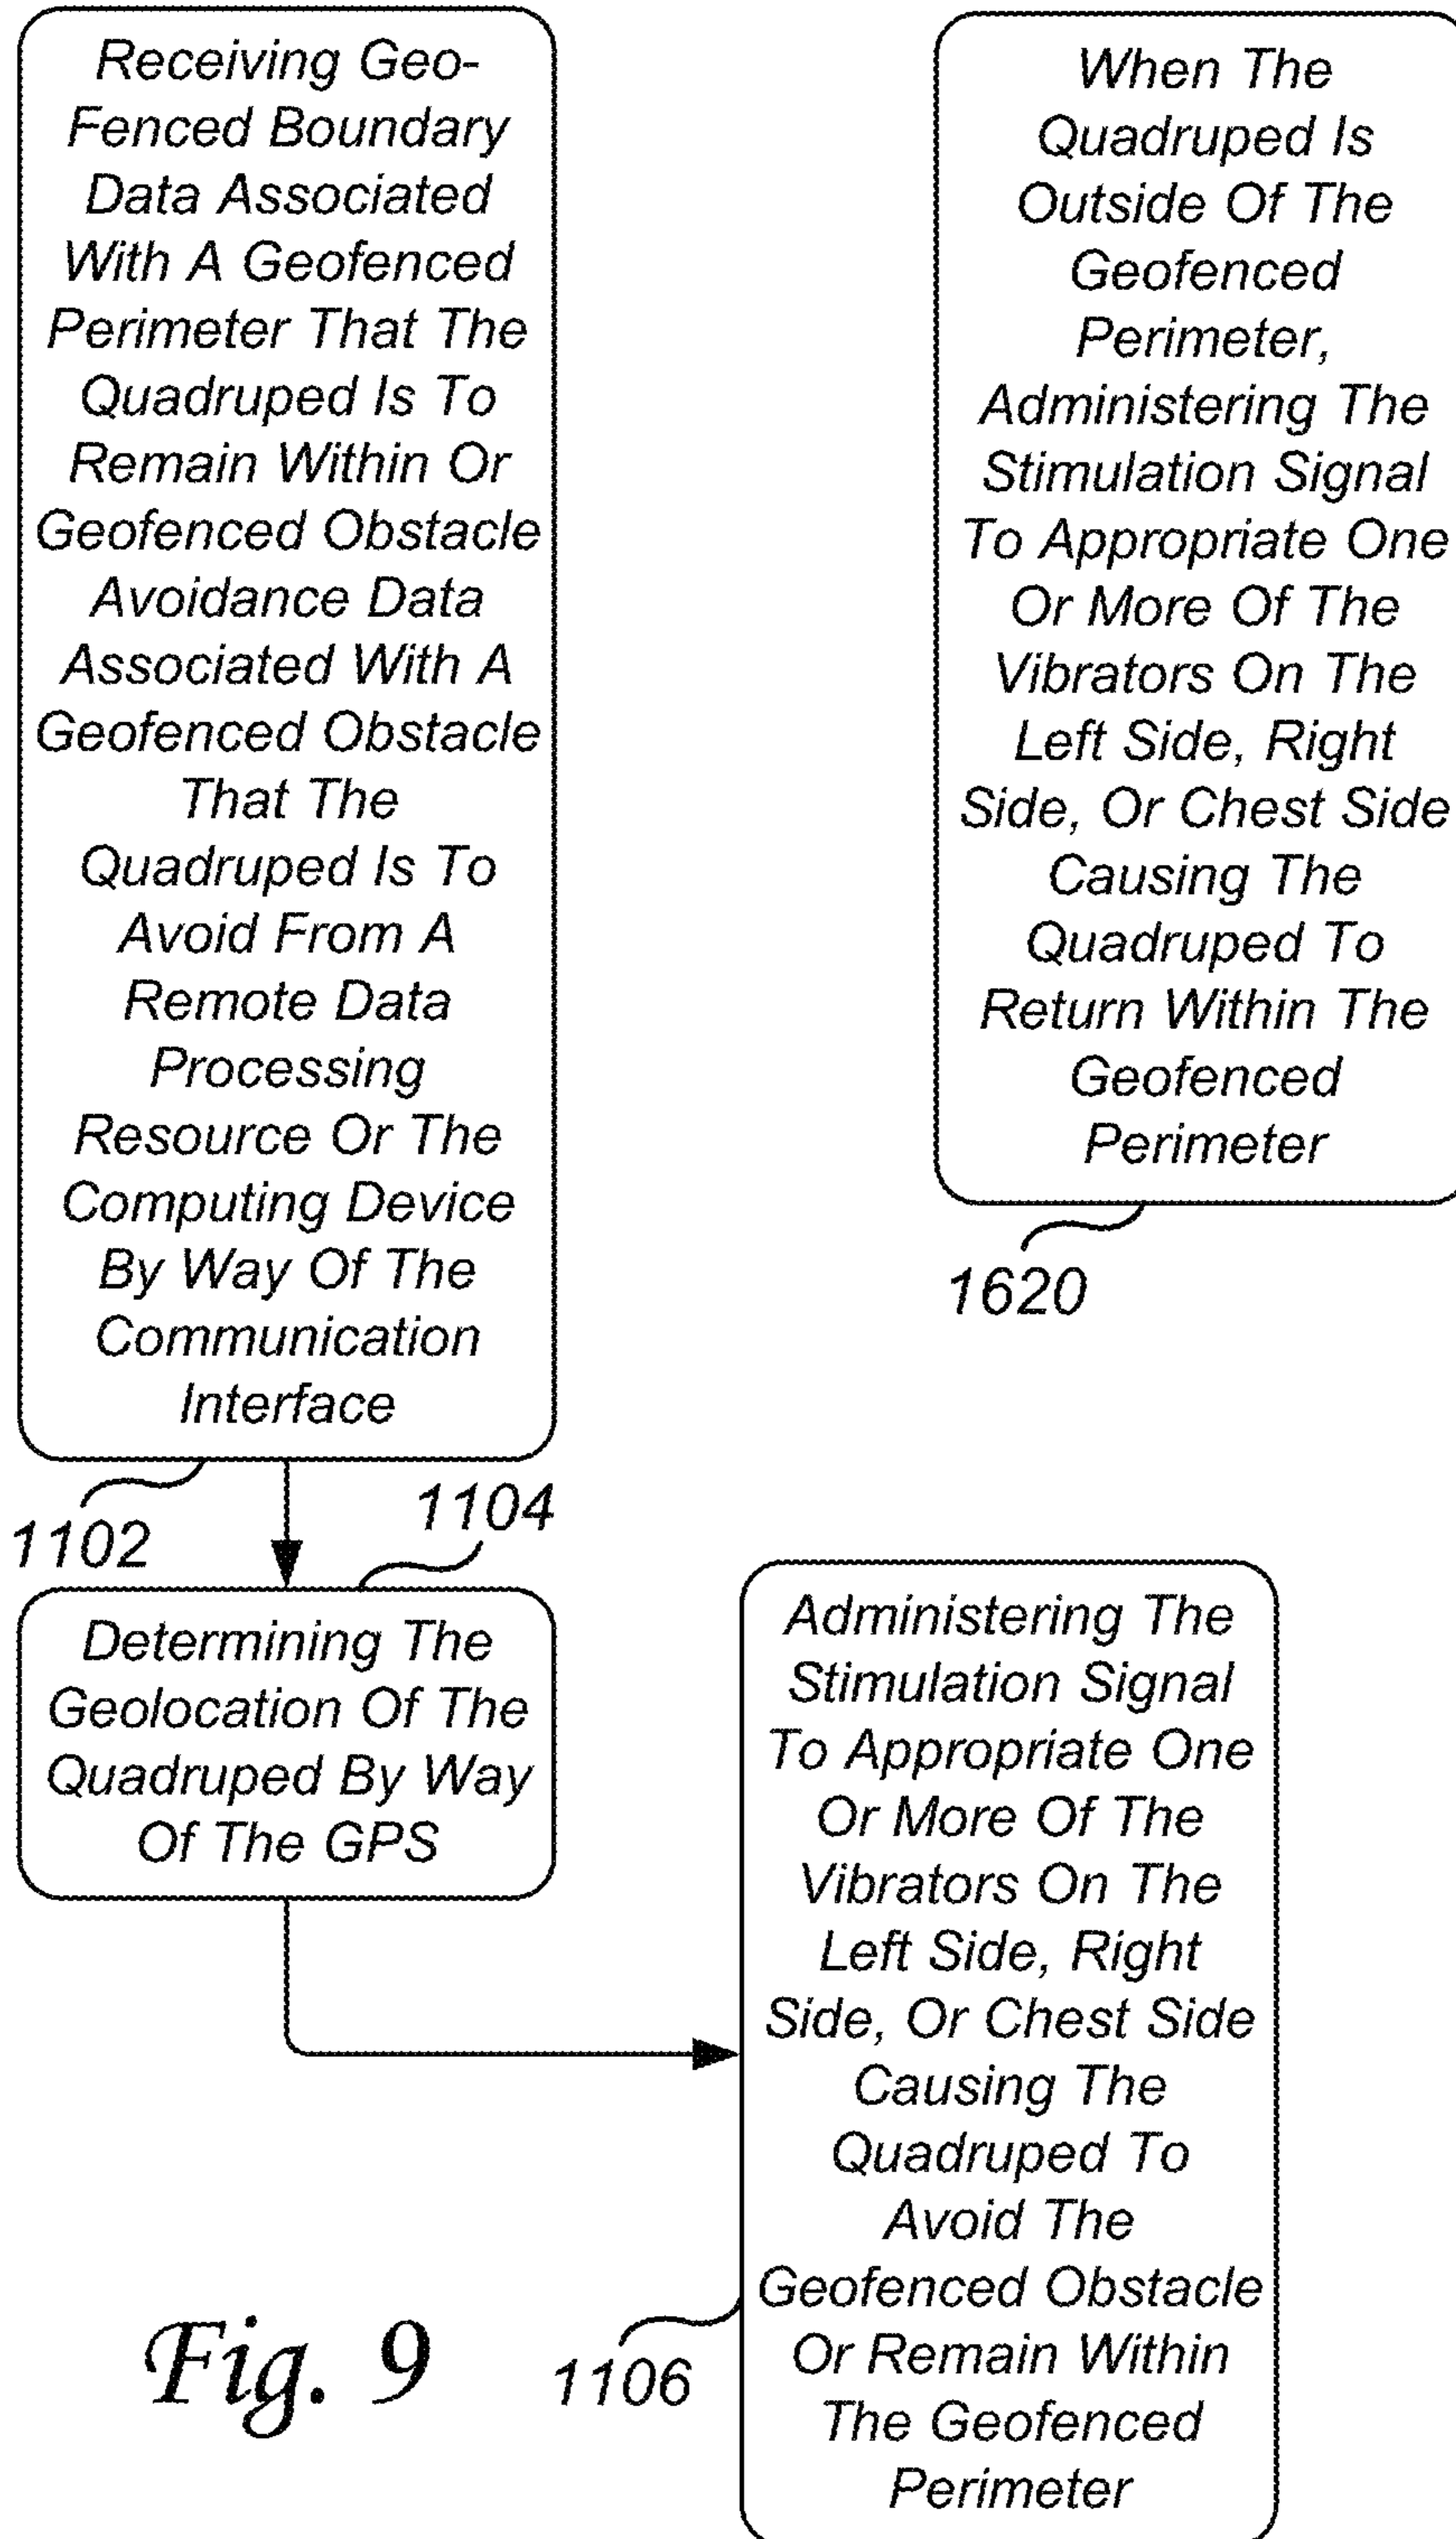 Receiving Geo-
Fenced Boundary
Data Associated
With A Geofenced
Perimeter That The
Quadruped Is To
Remain Within Or
Geofenced Obstacle
Avoidance Data
Associated With A
Geofenced Obstacle
That The
Quadruped Is To
Avoid From A
Remote Data
Processing
Resource Or The
Computing Device
By Way Of The
Communication
Interface
1102
When The
Quadruped Is
Outside Of The
Geofenced
Perimeter,
Administering The
Stimulation Signal
To Appropriate One
Or More Of The
Vibrators On The
Left Side, Right
Side, Or Chest Side
Causing The
Quadruped To
Return Within The
Geofenced
Perimeter
1620
1104
Determining The
Geolocation Of The
Quadruped By Way
Of The GPS
Administering The
Stimulation Signal
To Appropriate One
Or More Of The
Vibrators On The
Left Side, Right
Side, Or Chest Side
Causing The
Quadruped To
Avoid The
Geofenced Obstacle
Or Remain Within
The Geofenced
Perimeter
1106
Fig. 9